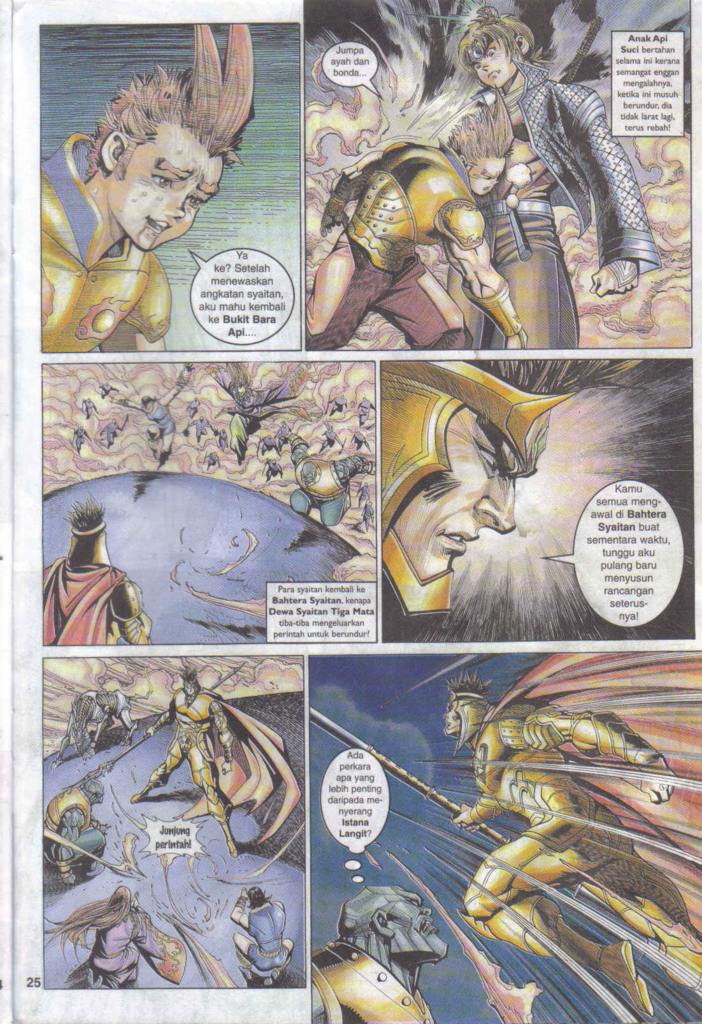 Ya
ke? Setelah
menewaskan
angkatan syaitan,
aku mahu kembali
ke Bukit Bara
Api....
Jumpa
ayah dan
bonda...
Anak Api
Suci bertahan
selama ini kerana
semangat enggan
mengalahnya,
ketika ini musuh
berundur, dia
tidak larat lagi,
terus rebah!
Para syaitan kembali ke
Bahtera Syaitan, kenapa
Dewa Syaitan Tiga Mata
tiba-tiba mengeluarkan
perintah untuk berundur?
Kamu
semua meng-
awal di Bahtera
Syaitan buat
sementara waktu,
tunggu aku
pulang baru
menyusun
rancangan
seterus-
nya!
Junjung
perintah!
Ada
perkara
apa yang
lebih penting
daripada me-
nyerang
Istana
Langit?
25